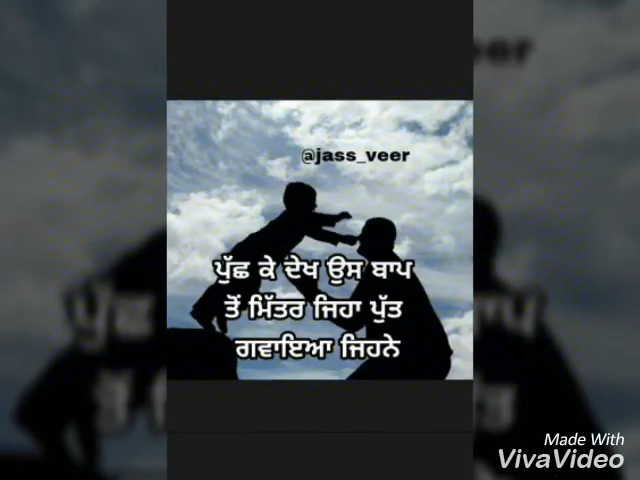 @jass_veer
ਪੁੱਛ ਕੇ ਦੇਖ ਉਸ ਬਾਪ
ਤੋਂ ਮਿੱਤਰ ਜਿਹਾ ਪੁੱਤ
ਗਵਾਇਆ ਜਿਹਨੇ
Made With
VivaVideo